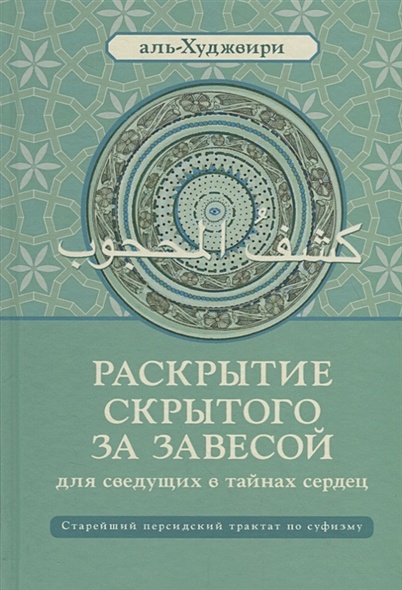 аль-Худжвири
كشفُ المحجوب
РАСКРЫТИЕ
СКРЫТОГО
ЗА ЗАВЕСОЙ
для сведущих в тайнах сердец
Старейший персидский трактат по суфизму